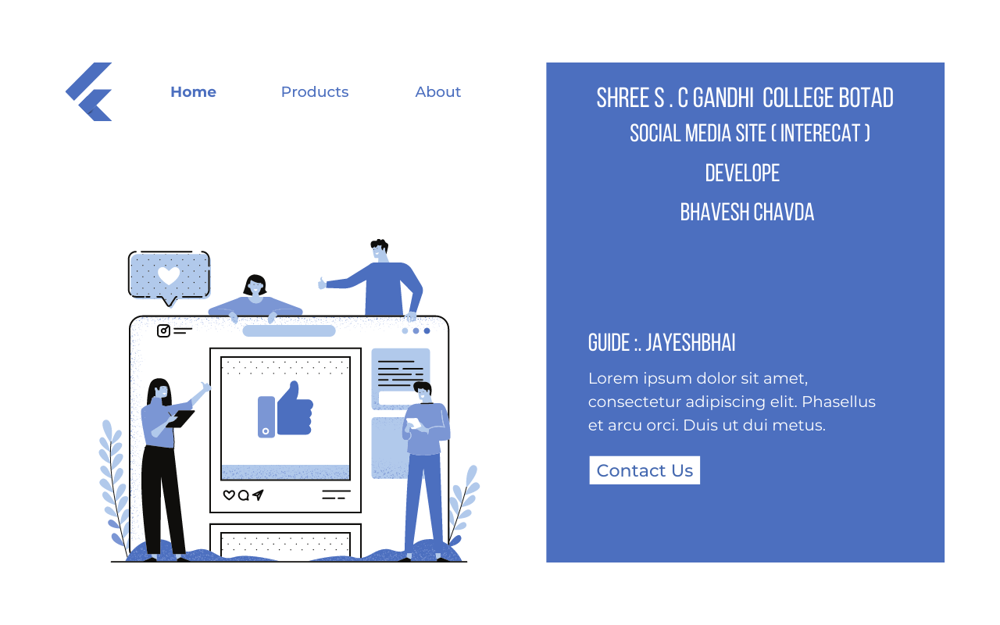 Home Products About
SHREE S . C GANDHI COLLEGE BOTAD
SOCIAL MEDIA SITE ( INTERECAT )
DEVELOPE
BHAVESH CHAVDA
GUIDE :. JAYESHBHAI
Lorem ipsum dolor sit amet,
consectetur adipiscing elit. Phasellus
et arcu orci. Duis ut dui metus.
Contact Us